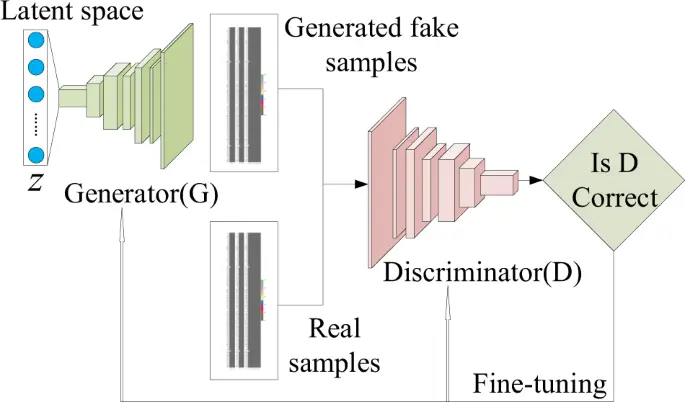 Latent space
z
Generator(G)
Generated fake
samples
Real
samples
Discriminator(D)
Is D
Correct
Fine-tuning